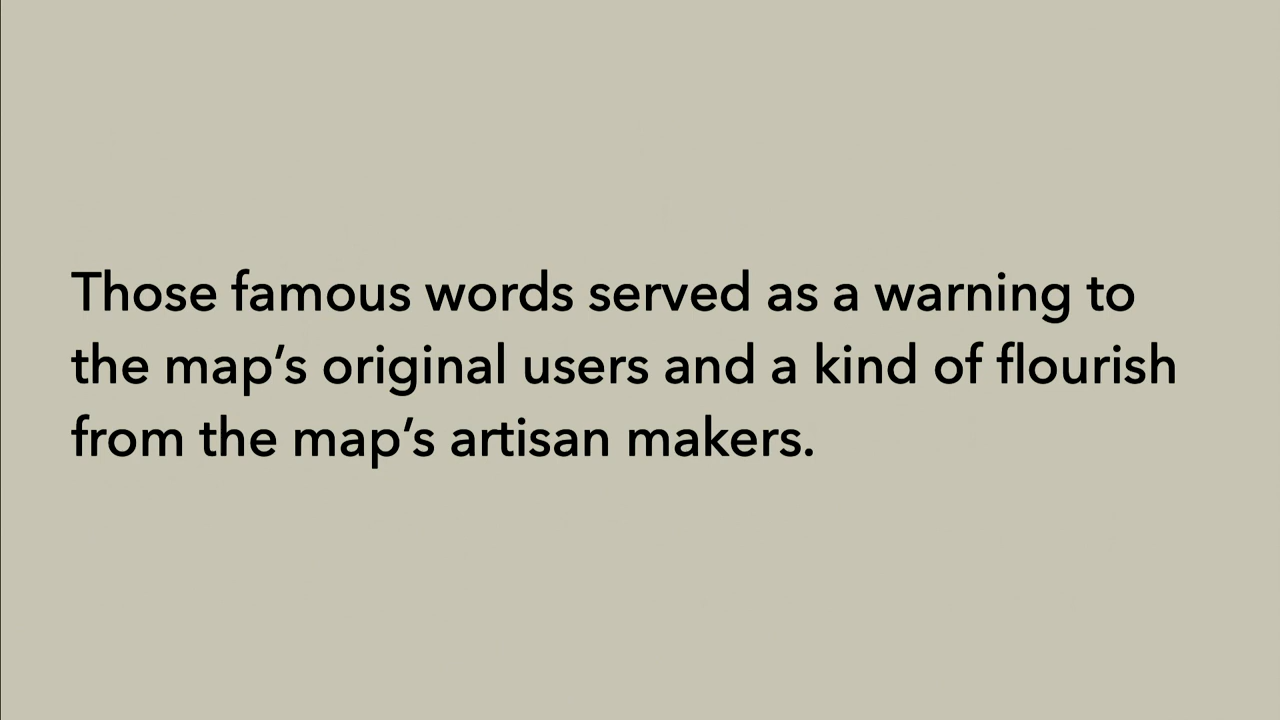 Those famous words served as a warning to
the map’s original users and a kind of flourish
from the map’s artisan makers.